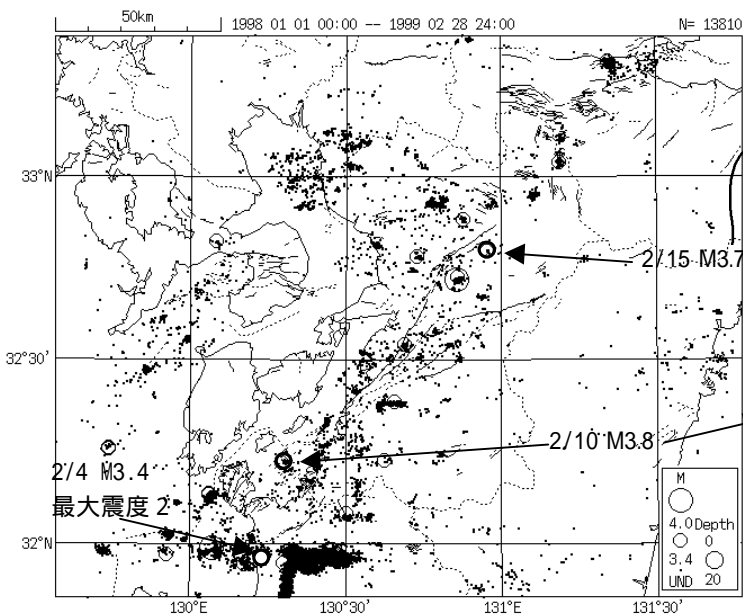 50km
1998 01 01 00:00 -- 1999 02 28 24:00
N= 13810
33°N
2/15 M3.7
32°30'
2/10 M3.8
2/4 M3.4
最大震度 2
M
4.0 Depth
0
3.4
UND 20
32°N
130°E
130°30'
131°E
131°30'